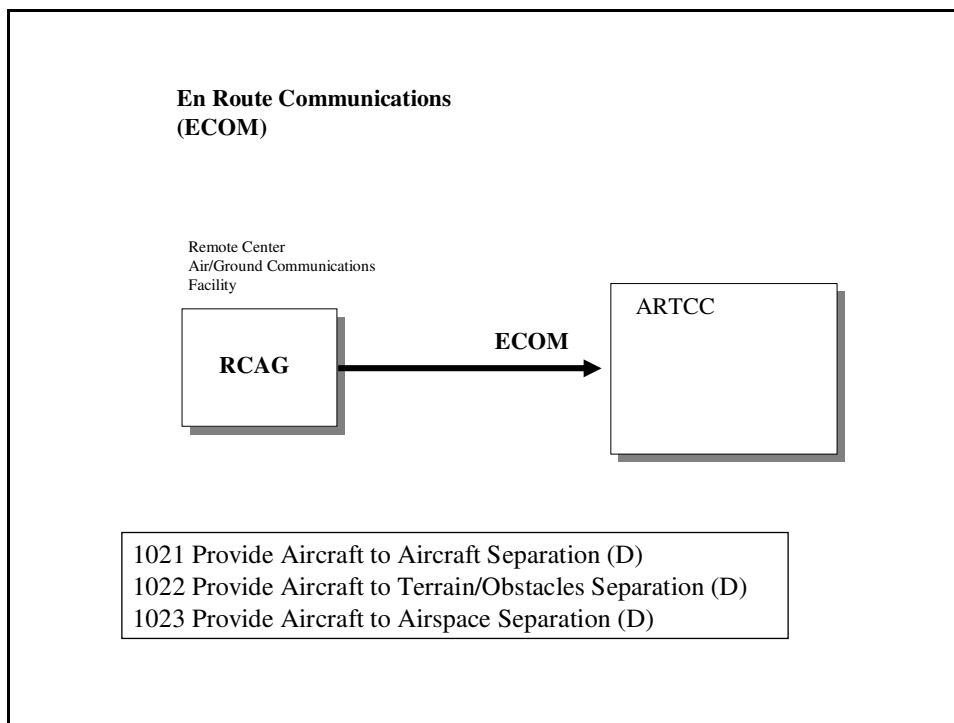 En Route Communications
(ECOM)
Remote Center
Air/Ground Communications
Facility
RCAG
ECOM
ARTCC
1021 Provide Aircraft to Aircraft Separation (D)
1022 Provide Aircraft to Terrain/Obstacles Separation (D)
1023 Provide Aircraft to Airspace Separation (D)